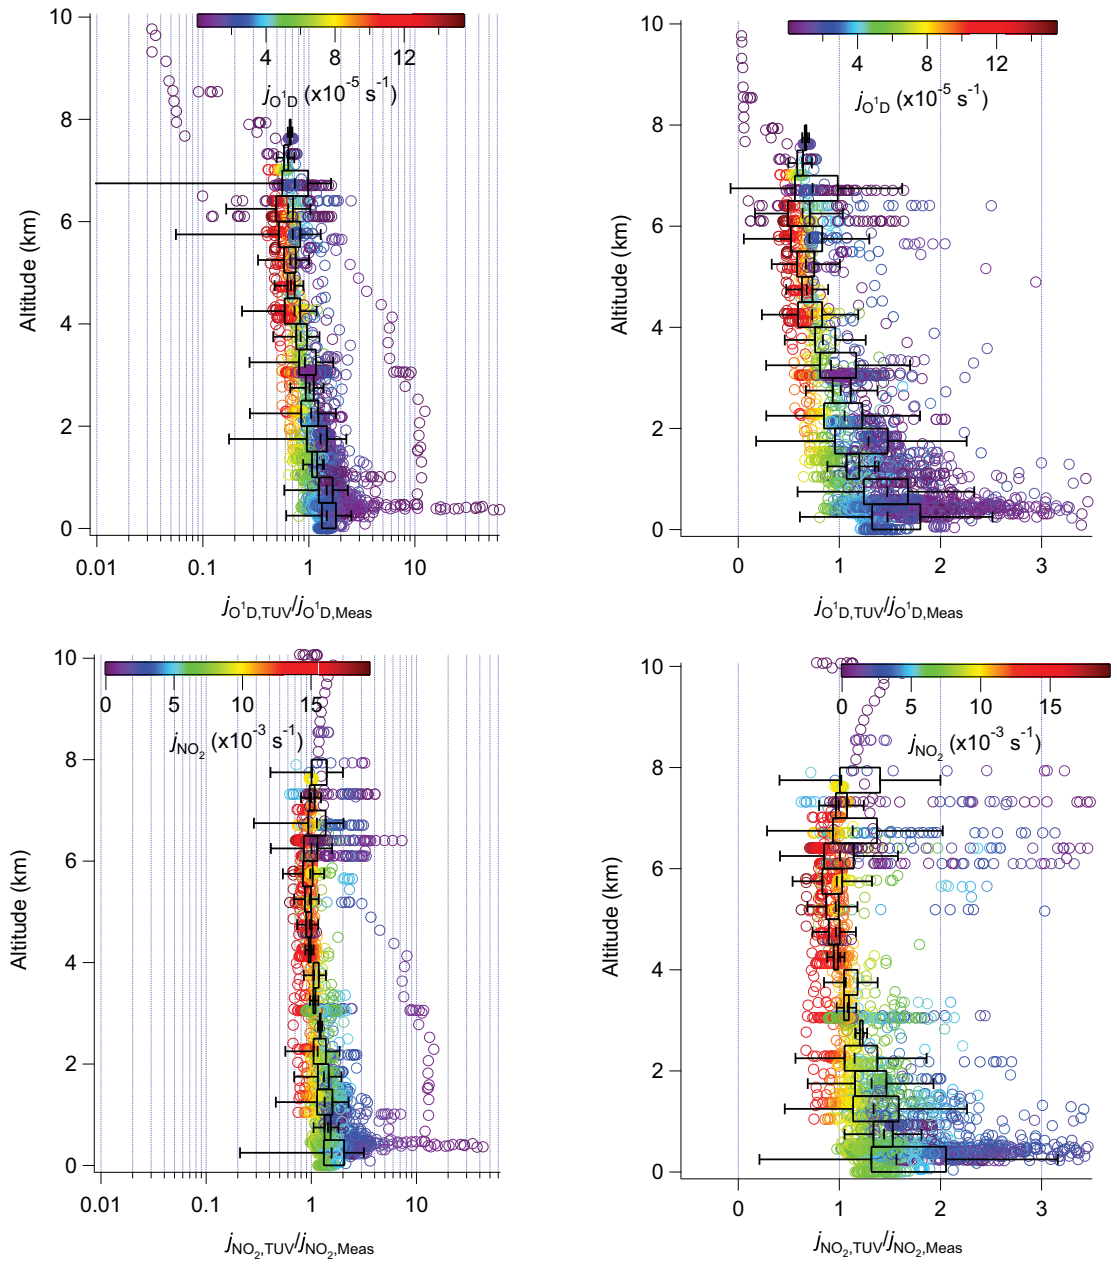 10
8
6
4
2
0
Altitude (km)
4 8 12
jO¹D (x10⁻⁵ s⁻¹)
0.01 0.1 1 10
jO¹D,TUV/jO¹D,Meas
10
8
6
4
2
0
Altitude (km)
4 8 12
jO¹D (x10⁻⁵ s⁻¹)
0 1 2 3
jO¹D,TUV/jO¹D,Meas
10
8
6
4
2
0
Altitude (km)
0 5 10 15
jNO₂ (x10⁻³ s⁻¹)
0.01 0.1 1 10
jNO₂,TUV/jNO₂,Meas
10
8
6
4
2
0
Altitude (km)
0 5 10 15
jNO₂ (x10⁻³ s⁻¹)
0 1 2 3
jNO₂,TUV/jNO₂,Meas